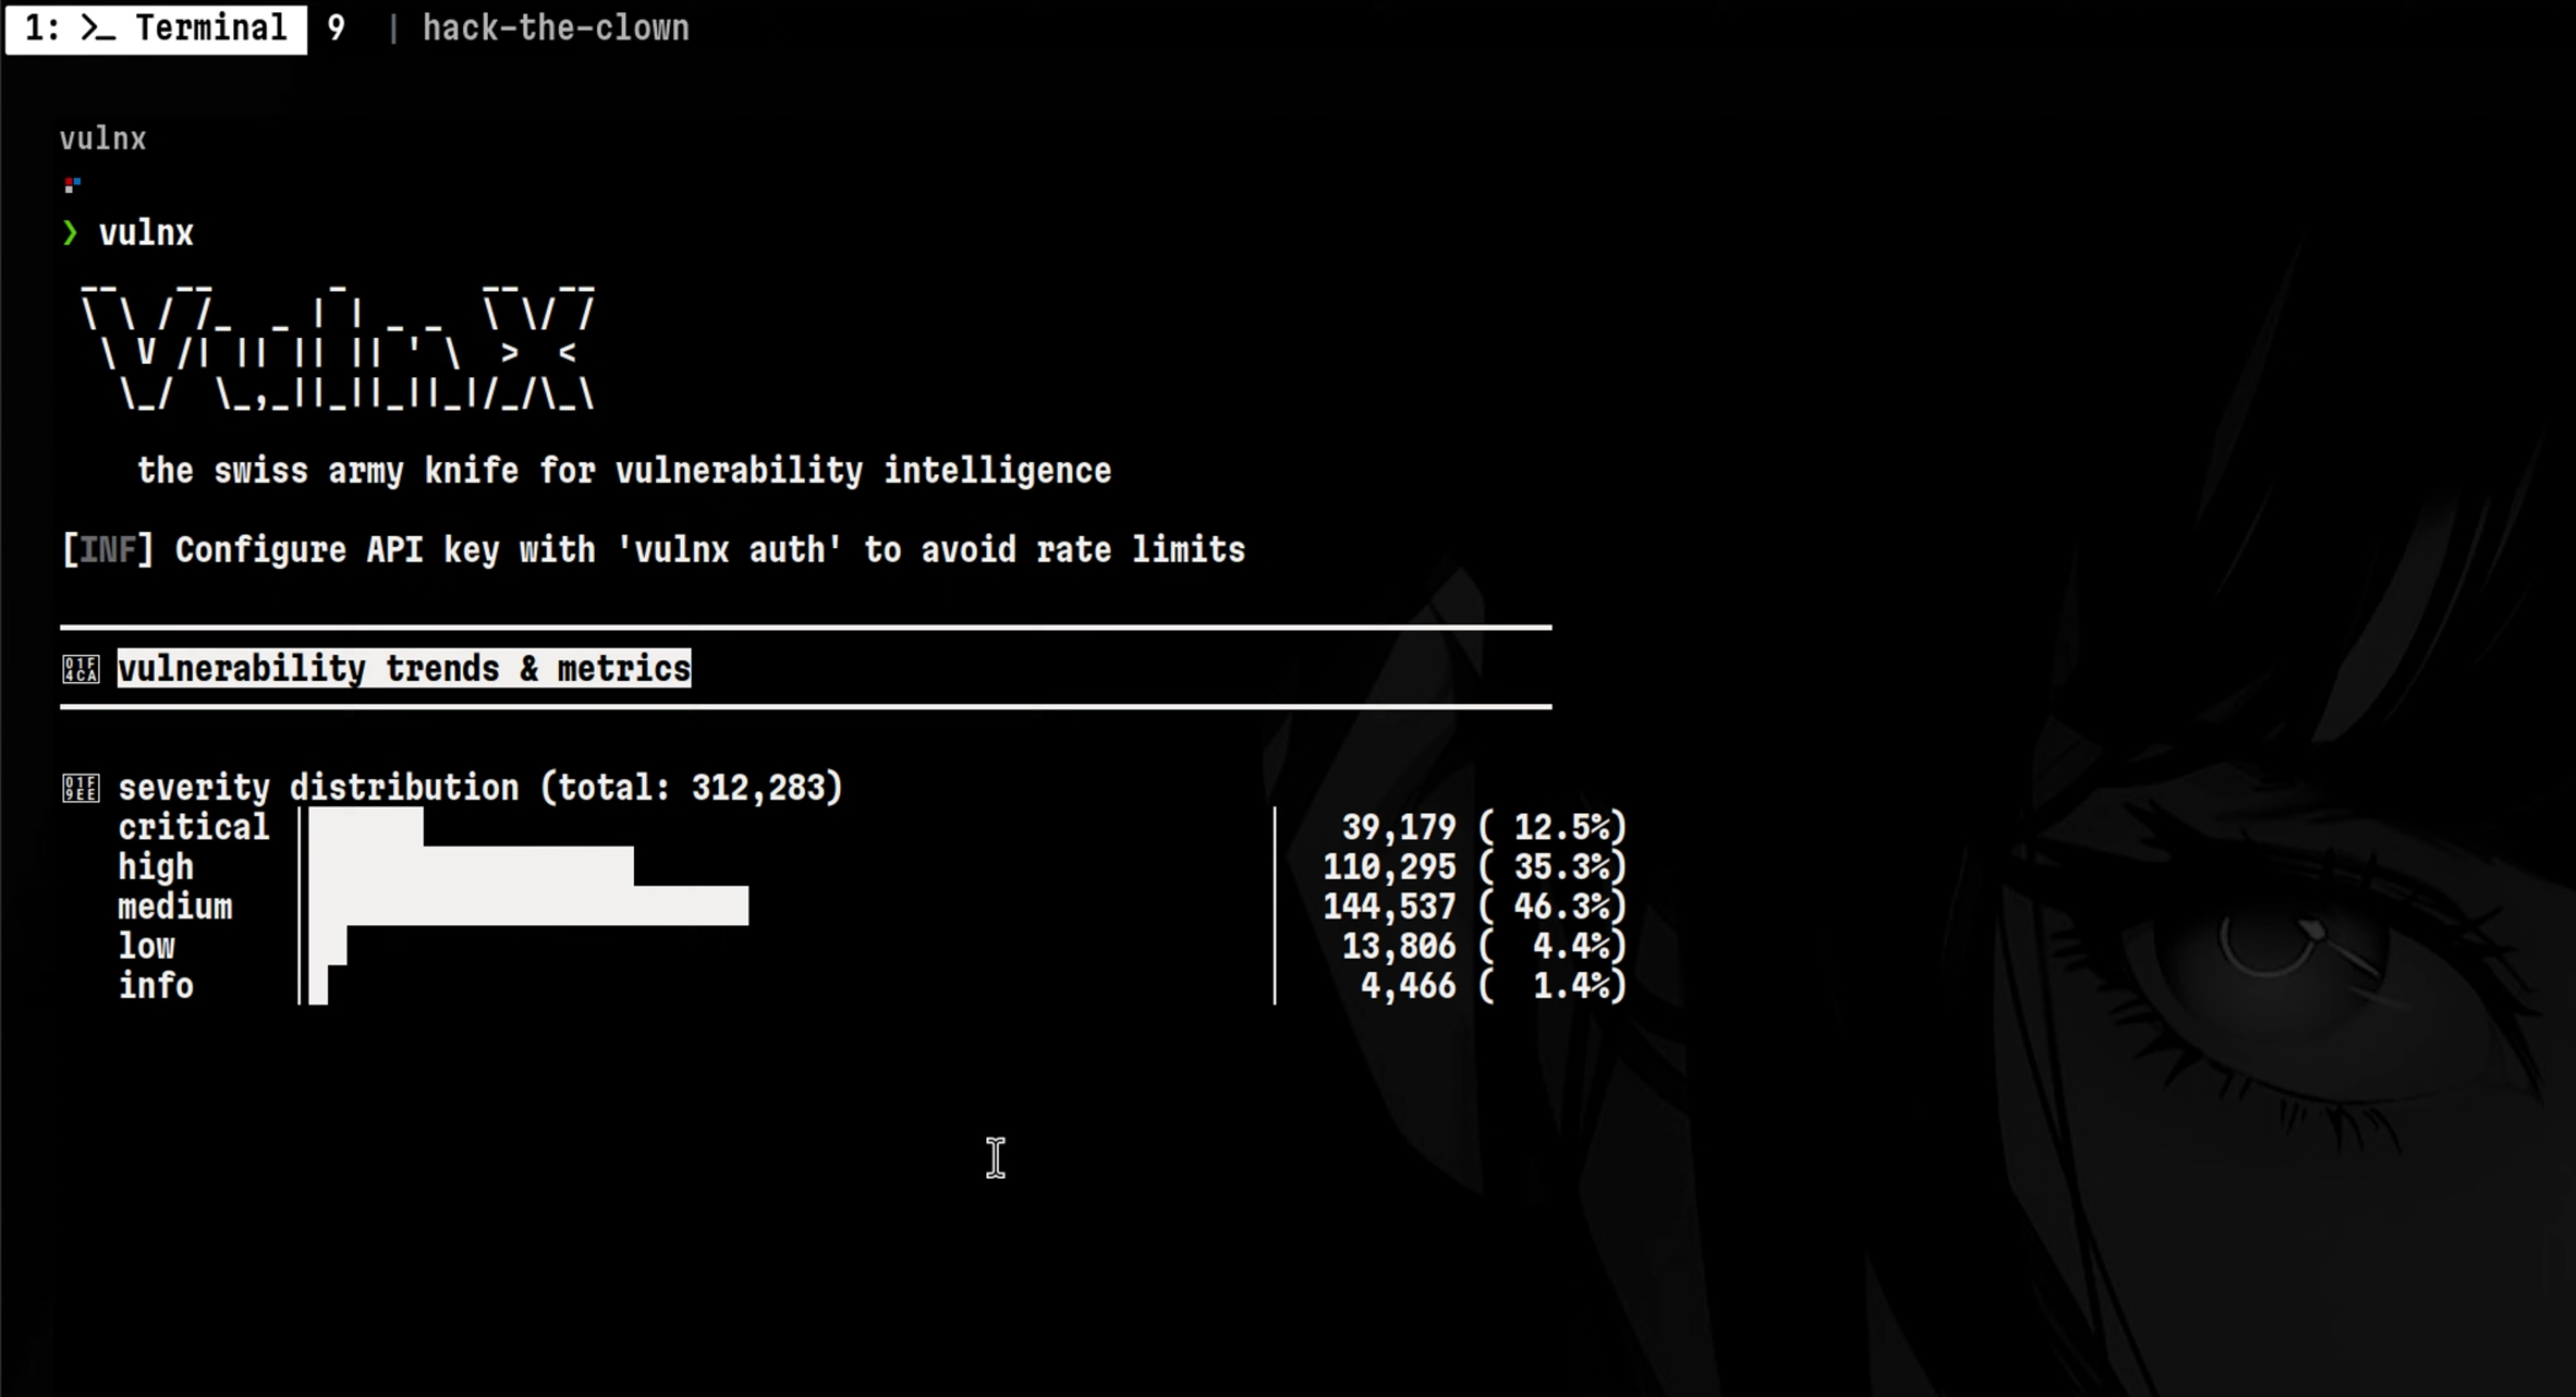 1: >_ Terminal 9 | hack-the-clown
vulnx
❯ vulnx
 __   __      _       __  __
 \ \ / /_  _ | | _ _  \ \/ /
  \ V /| || || || ' \  >  <
   \_/  \_,_||_||_||_|/_/\_\
the swiss army knife for vulnerability intelligence
[INF] Configure API key with 'vulnx auth' to avoid rate limits
01F4CA vulnerability trends & metrics
01F9EE severity distribution (total: 312,283)
critical 39,179 ( 12.5%)
high 110,295 ( 35.3%)
medium 144,537 ( 46.3%)
low 13,806 ( 4.4%)
info 4,466 ( 1.4%)